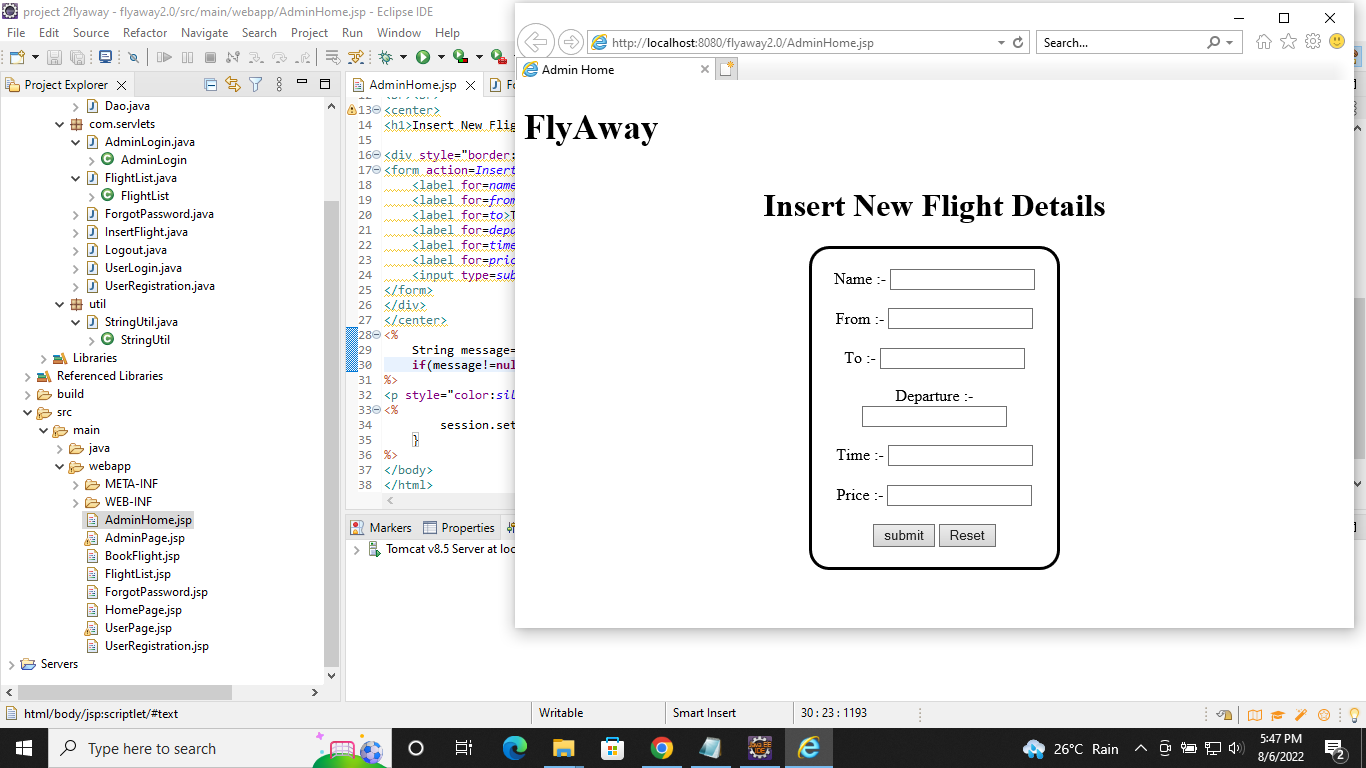 project 2flyaway - flyaway2.0/src/main/webapp/AdminHome.jsp - Eclipse IDE
File Edit Source Refactor Navigate Search Project Run Window Help
Project Explorer
Dao.java
com.servlets
AdminLogin.java
AdminLogin
FlightList.java
FlightList
ForgotPassword.java
InsertFlight.java
Logout.java
UserLogin.java
UserRegistration.java
util
StringUtil.java
StringUtil
Libraries
Referenced Libraries
build
src
main
java
webapp
META-INF
WEB-INF
AdminHome.jsp
AdminPage.jsp
BookFlight.jsp
FlightList.jsp
ForgotPassword.jsp
HomePage.jsp
UserPage.jsp
UserRegistration.jsp
Servers
AdminHome.jsp
13 <center>
14 <h1>Insert New Flig
15
16 <div style="border:
17 <form action=Insert
18 <label for=name
19 <label for=from
20 <label for=to>T
21 <label for=depa
22 <label for=time
23 <label for=pric
24 <input type=sub
25 </form>
26 </div>
27 </center>
28 <%
29 String message=
30 if(message!=nul
31 %>
32 <p style="color:sil
33 <%
34 session.set
35 }
36 %>
37 </body>
38 </html>
Markers Properties
Tomcat v8.5 Server at loc
http://localhost:8080/flyaway2.0/AdminHome.jsp
Search...
Admin Home
FlyAway
Insert New Flight Details
Name :-
From :-
To :-
Departure :-
Time :-
Price :-
submit Reset
html/body/jsp:scriptlet/#text
Writable
Smart Insert
30 : 23 : 1193
Type here to search
26°C Rain
5:47 PM
8/6/2022
2